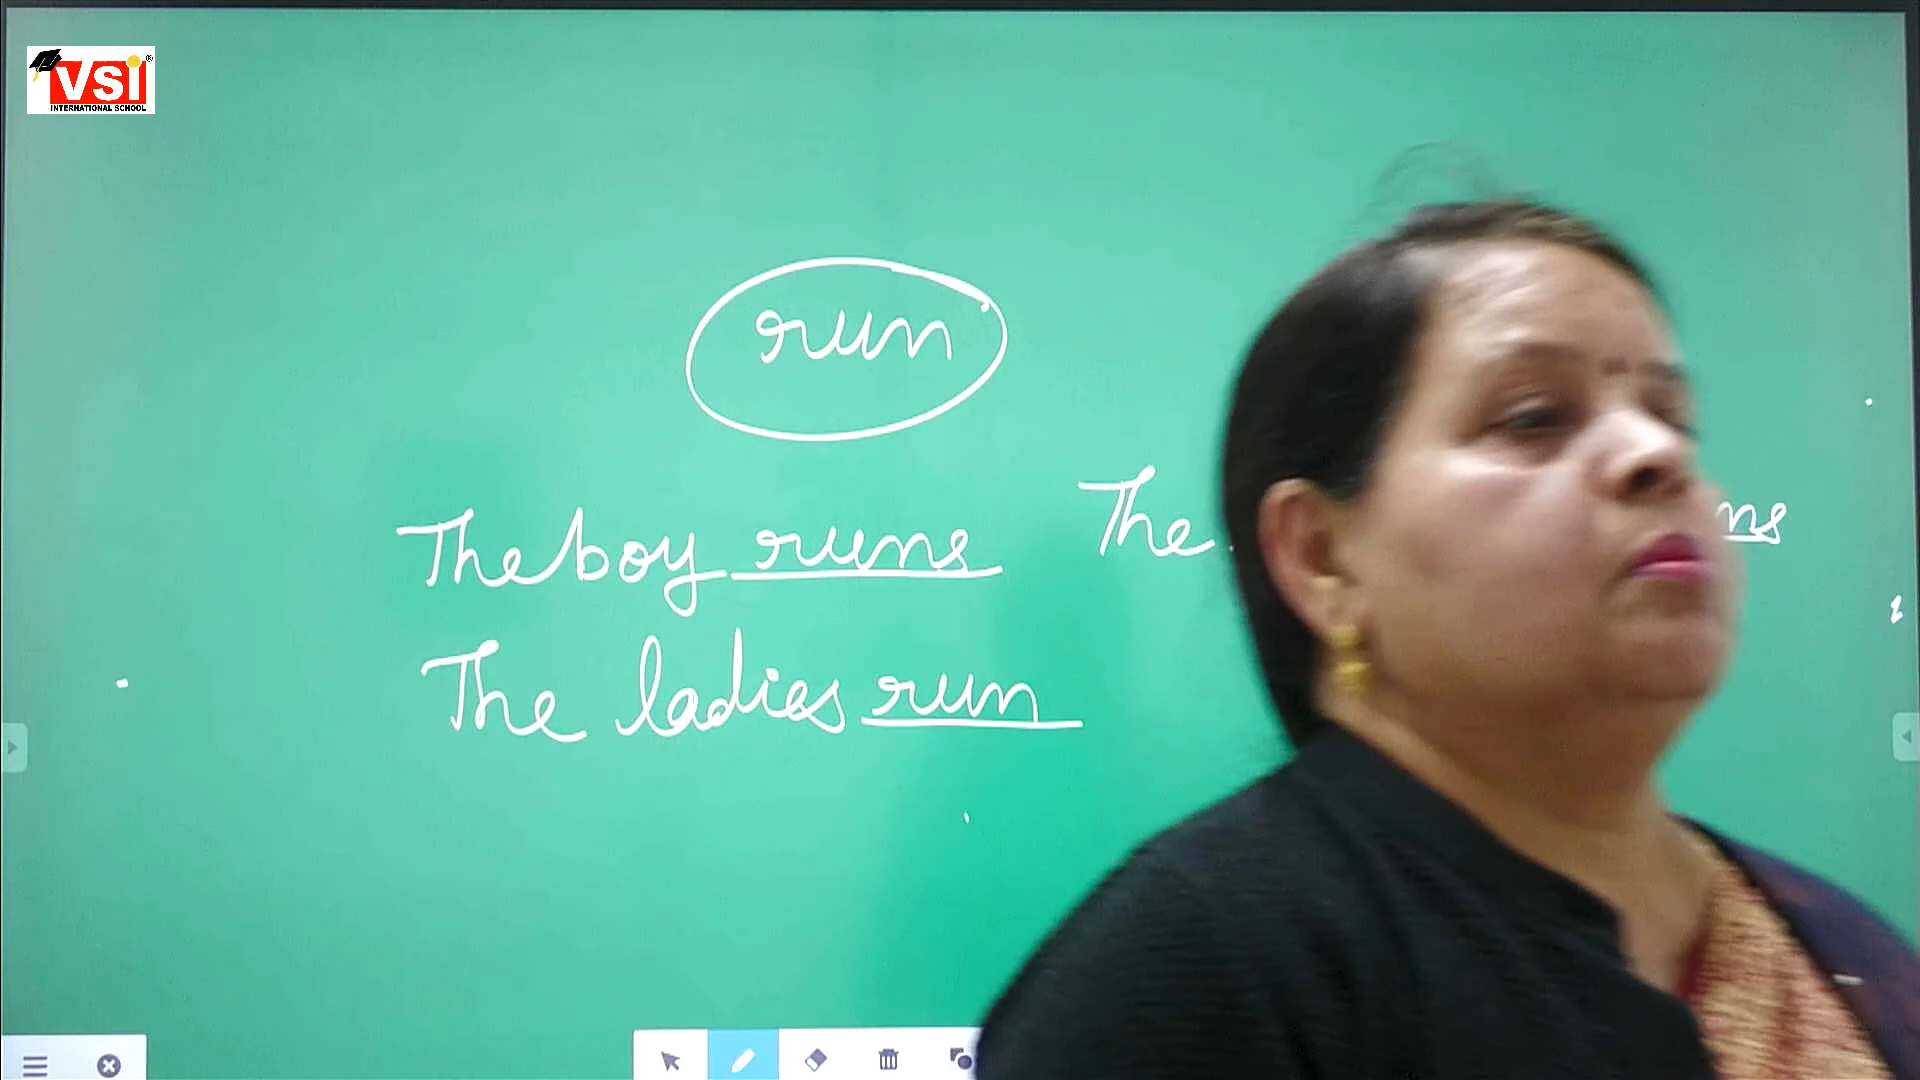 VSI
INTERNATIONAL SCHOOL
run
The boy runs The
The ladies run